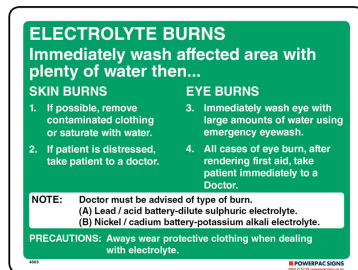 ELECTROLYTE BURNS
Immediately wash affected area with
plenty of water then...
SKIN BURNS
1. If possible, remove
contaminated clothing
or saturate with water.
2. If patient is distressed,
take patient to a doctor.
EYE BURNS
3. Immediately wash eye with
large amounts of water using
emergency eyewash.
4. All cases of eye burn, after
rendering first aid, take
patient immediately to a
Doctor.
NOTE: Doctor must be advised of type of burn.
(A) Lead / acid battery-dilute sulphuric electrolyte.
(B) Nickel / cadium battery-potassium alkali electrolyte.
PRECAUTIONS: Aways wear protective clothing when dealing
with electrolyte.
POWERPAC SIGNS